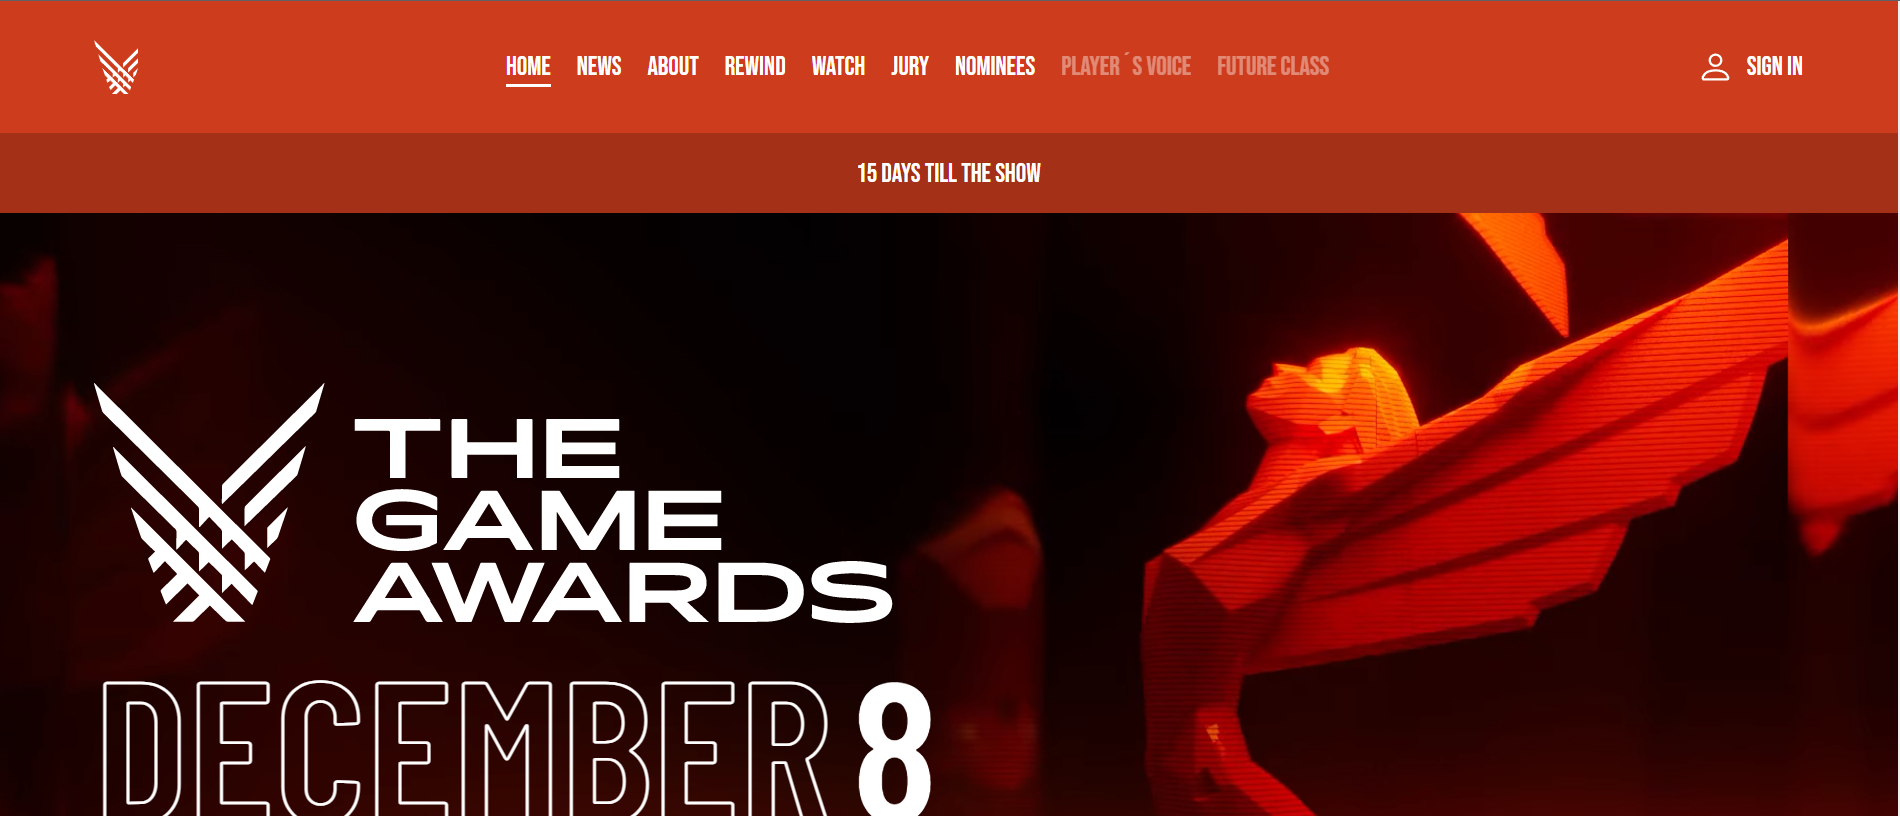 HOME NEWS ABOUT REWIND WATCH JURY NOMINEES PLAYER´S VOICE FUTURE CLASS SIGN IN
15 DAYS TILL THE SHOW
THE
GAME
AWARDS
DECEMBER 8